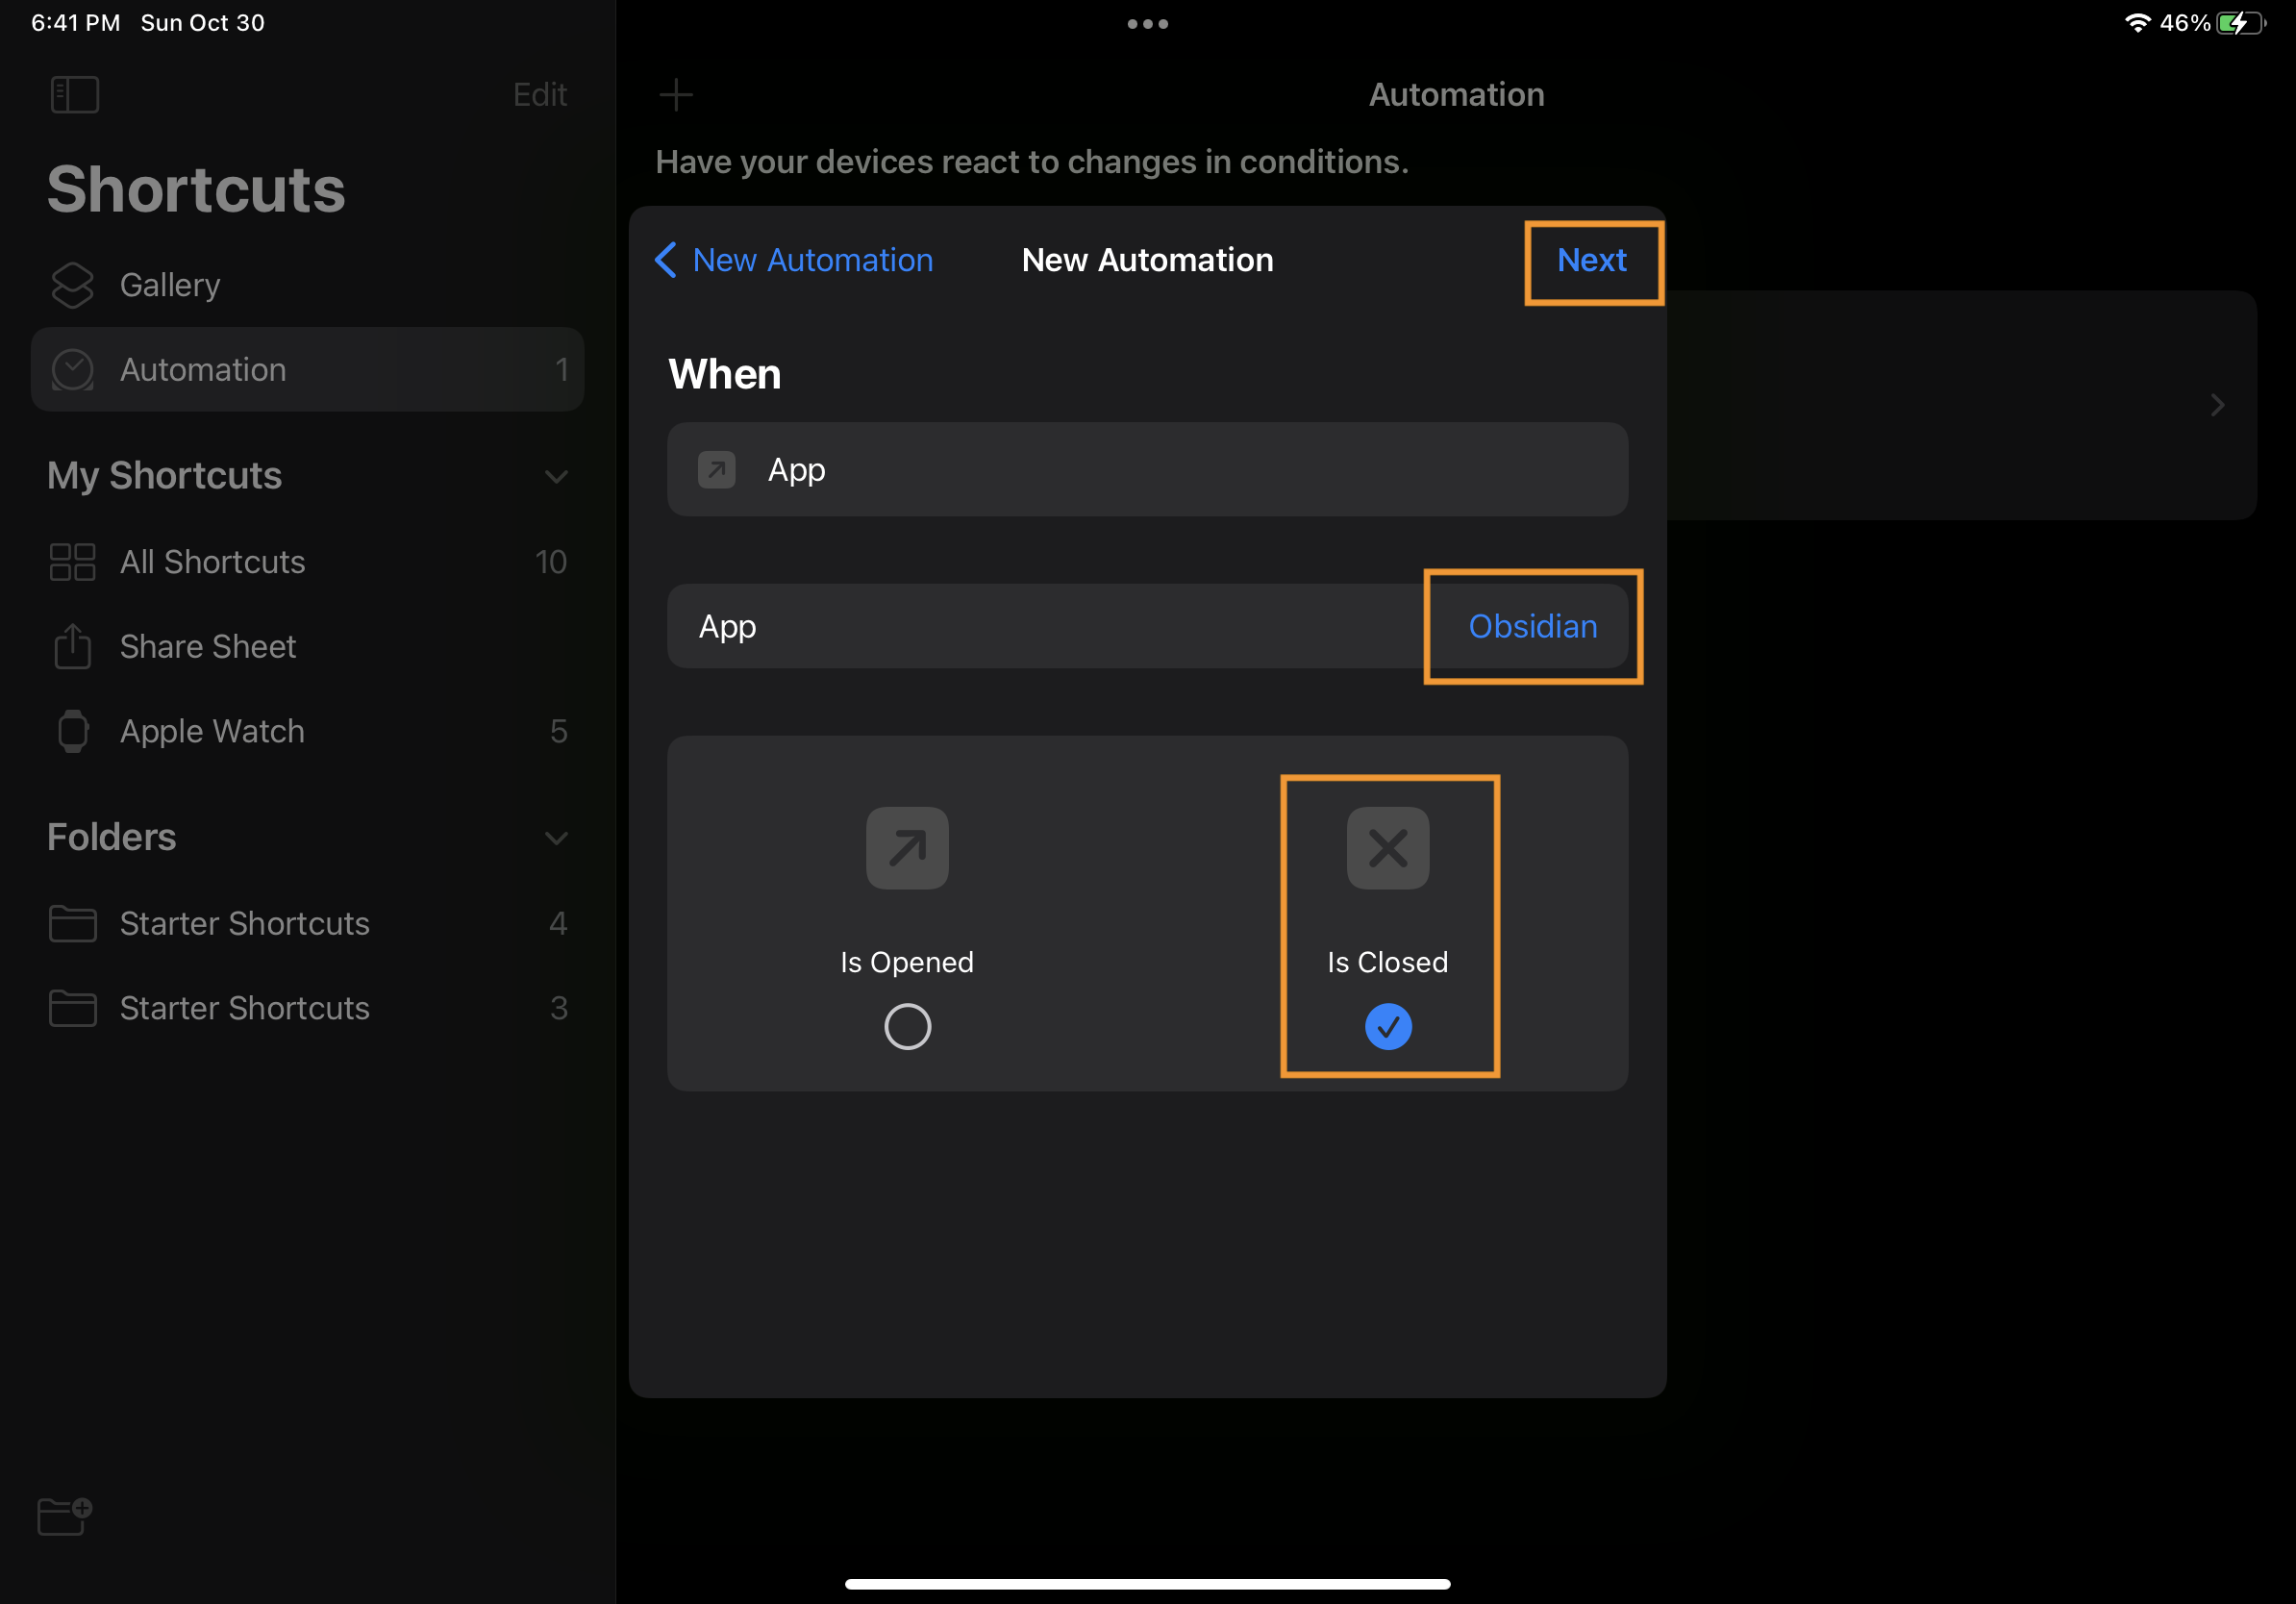 6:41 PM Sun Oct 30
46%
Edit
Shortcuts
Gallery
Automation 1
My Shortcuts
All Shortcuts 10
Share Sheet
Apple Watch 5
Folders
Starter Shortcuts 4
Starter Shortcuts 3
Automation
Have your devices react to changes in conditions.
New Automation
New Automation
Next
When
App
App
Obsidian
Is Opened
Is Closed